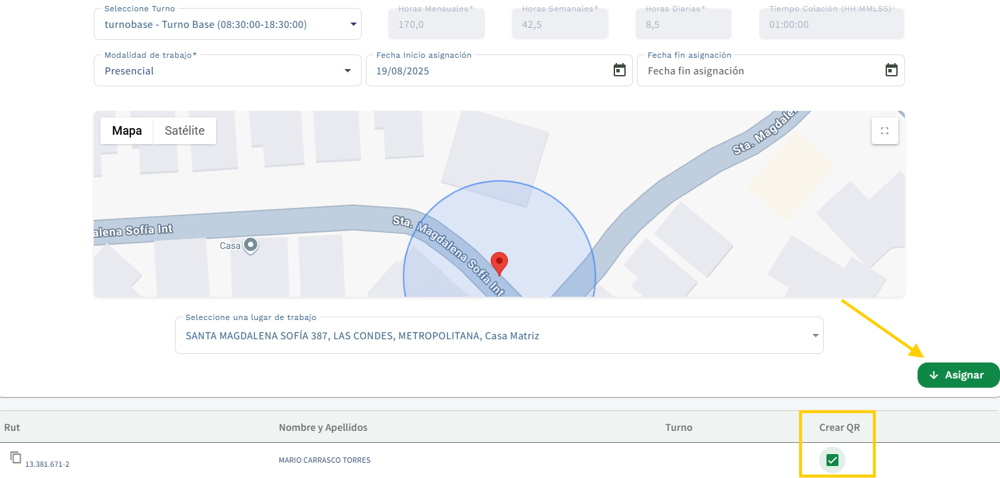 Seleccione Turno
turnobase - Turno Base (08:30:00-18:30:00)
Horas Mensuales*
170,0
Horas Semanales*
42,5
Horas Diarias*
8,5
Tiempo Colación (HH:MMLSS)*
01:00:00
Modalidad de trabajo*
Presencial
Fecha Inicio asignación
19/08/2025
Fecha fin asignación
Fecha fin asignación
Mapa
Satélite
Sta. Magdalen
Sta. Magdalena Sofía Int
alena Sofía Int
Casa
Seleccione una lugar de trabajo
SANTA MAGDALENA SOFÍA 387, LAS CONDES, METROPOLITANA, Casa Matriz
Asignar
Rut
Nombre y Apellidos
Turno
Crear QR
13.381.671-2
MARIO CARRASCO TORRES